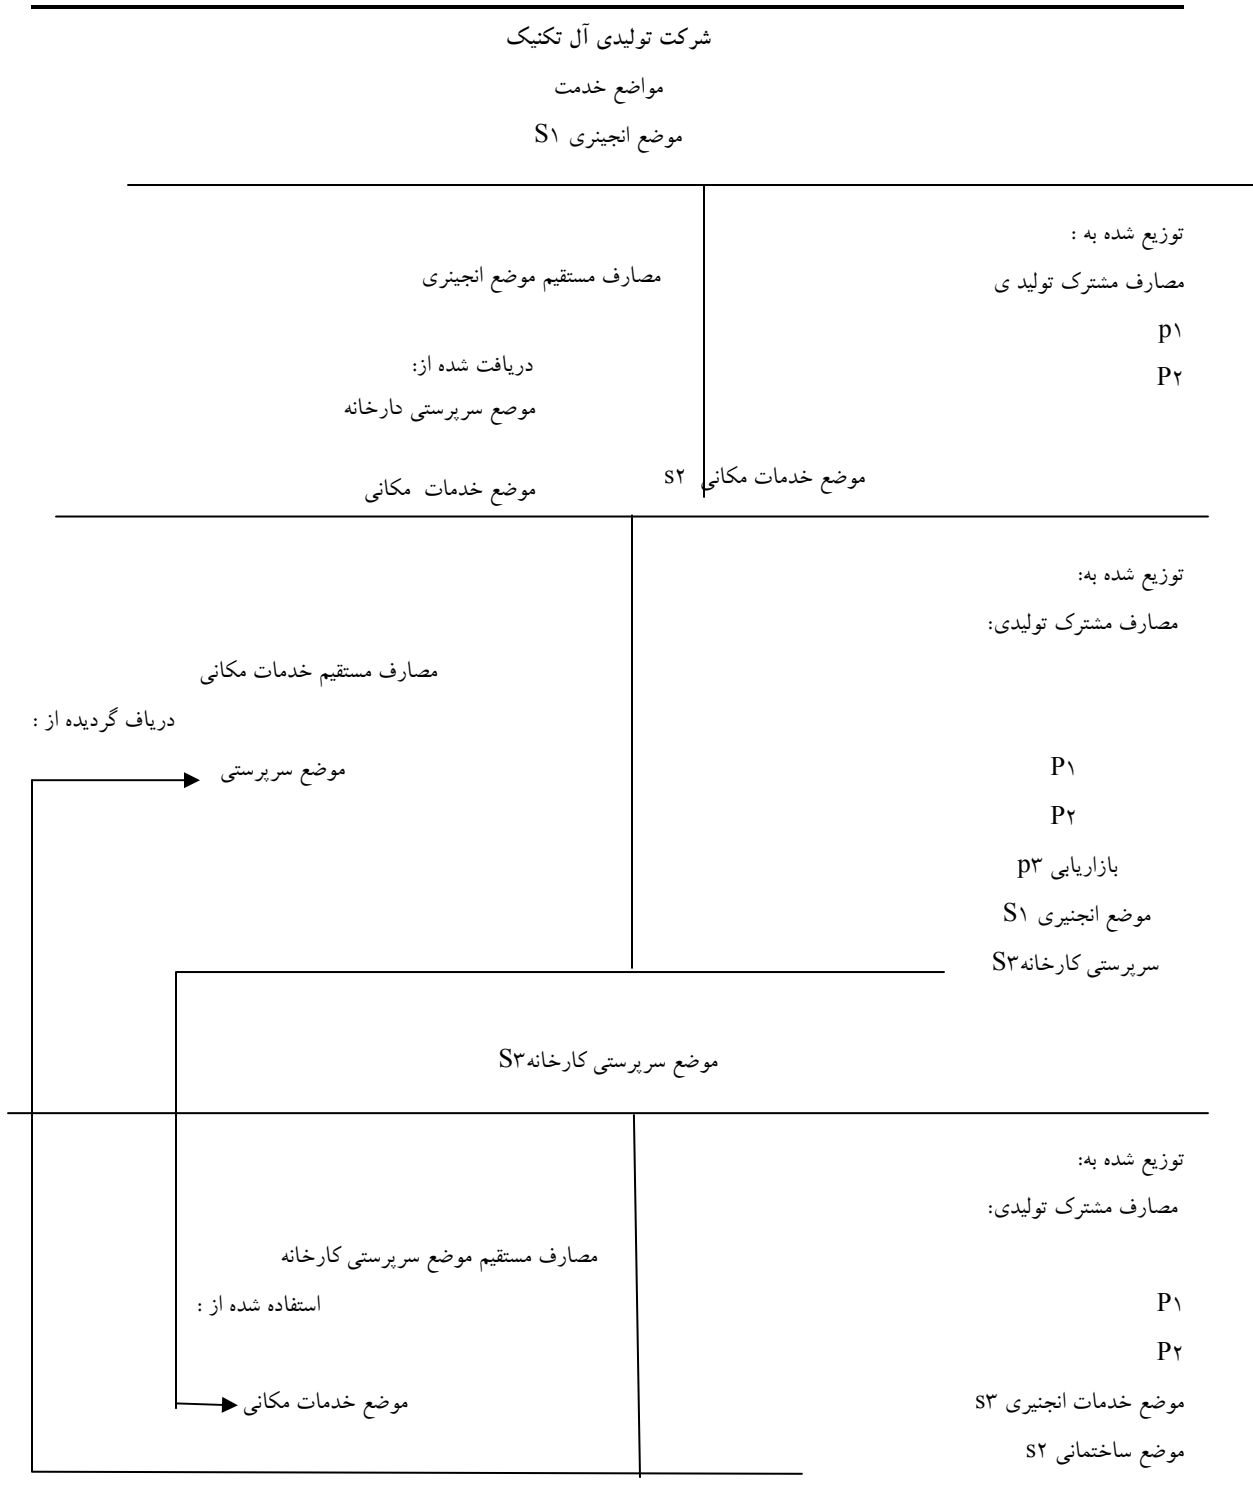 شرکت تولیدی آل تکنیک
مواضع خدمت
موضع انجینری S۱
توزیع شده به :
مصارف مشترک تولید ی
p۱
P۲
مصارف مستقیم موضع انجینری
دریافت شده از:
موصع سرپرستی دارخانه
موضع خدمات مکانی
موضع خدمات مکانی s۲
توزیع شده به:
مصارف مشترک تولیدی:
P۱
P۲
بازاریابی p۳
موضع انجنیری S۱
سرپرستی کارخانهS۳
مصارف مستقیم خدمات مکانی
دریاف گردیده از :
موضع سرپرستی
موضع سرپرستی کارخانهS۳
توزیع شده به:
مصارف مشترک تولیدی:
P۱
P۲
موضع خدمات انجنیری s۳
موضع ساختمانی s۲
مصارف مستقیم موضع سرپرستی کارخانه
استفاده شده از :
موضع خدمات مکانی